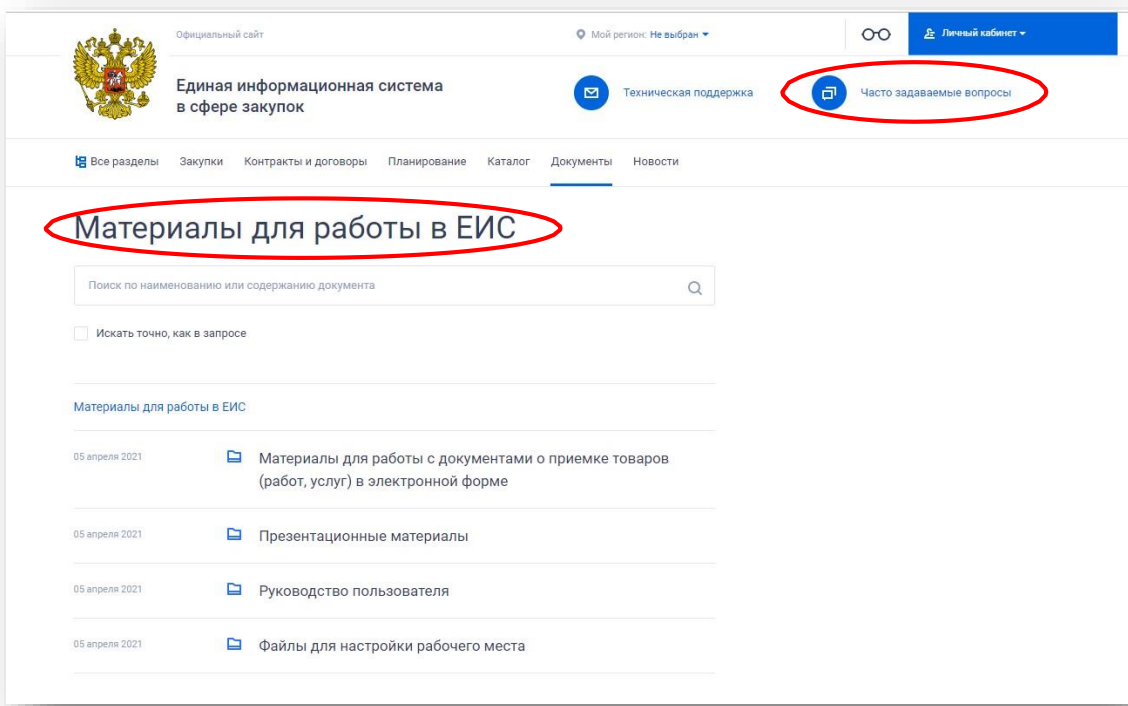 Официальный сайт
Мой регион: Не выбран
Личный кабинет
Единая информационная система
в сфере закупок
Техническая поддержка
Часто задаваемые вопросы
Все разделы Закупки Контракты и договоры Планирование Каталог Документы Новости
Материалы для работы в ЕИС
Поиск по наименованию или содержанию документа
Искать точно, как в запросе
Материалы для работы в ЕИС
05 апреля 2021 Материалы для работы с документами о приемке товаров
(работ, услуг) в электронной форме
05 апреля 2021 Презентационные материалы
05 апреля 2021 Руководство пользователя
05 апреля 2021 Файлы для настройки рабочего места